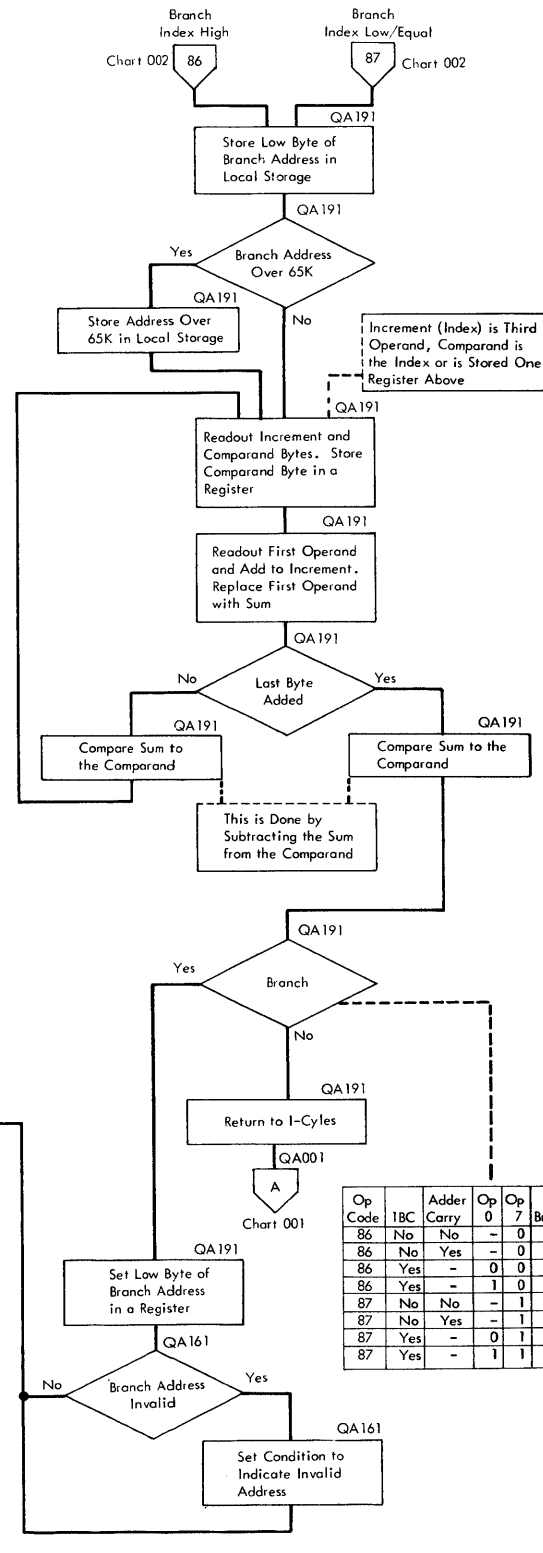 Branch
Index High
Branch
Index Low/Equal
Chart 002
86
87
Chart 002
QA191
Store Low Byte of
Branch Address in
Local Storage
QA191
Yes
Branch Address
Over 65K
QA191
No
Store Address Over
65K in Local Storage
Increment (Index) is Third
Operand, Comparand is
the Index or is Stored One
Register Above
QA191
Readout Increment and
Comparand Bytes. Store
Comparand Byte in a
Register
QA191
Readout First Operand
and Add to Increment.
Replace First Operand
with Sum
QA191
No
Last Byte
Added
Yes
QA191
Compare Sum to
the Comparand
QA191
Compare Sum to the
Comparand
This is Done by
Subtracting the Sum
from the Comparand
QA191
Yes
Branch
No
QA191
Return to I-Cyles
QA001
A
Chart 001
Op Code 1BC Adder Carry Op 0 Op 7
86 No No - 0
86 No Yes - 0
86 Yes - 0 0
86 Yes - 1 0
87 No No - 1
87 No Yes - 1
87 Yes - 0 1
87 Yes - 1 1
QA191
Set Low Byte of
Branch Address
in a Register
QA161
No
Branch Address
Invalid
Yes
QA161
Set Condition to
Indicate Invalid
Address